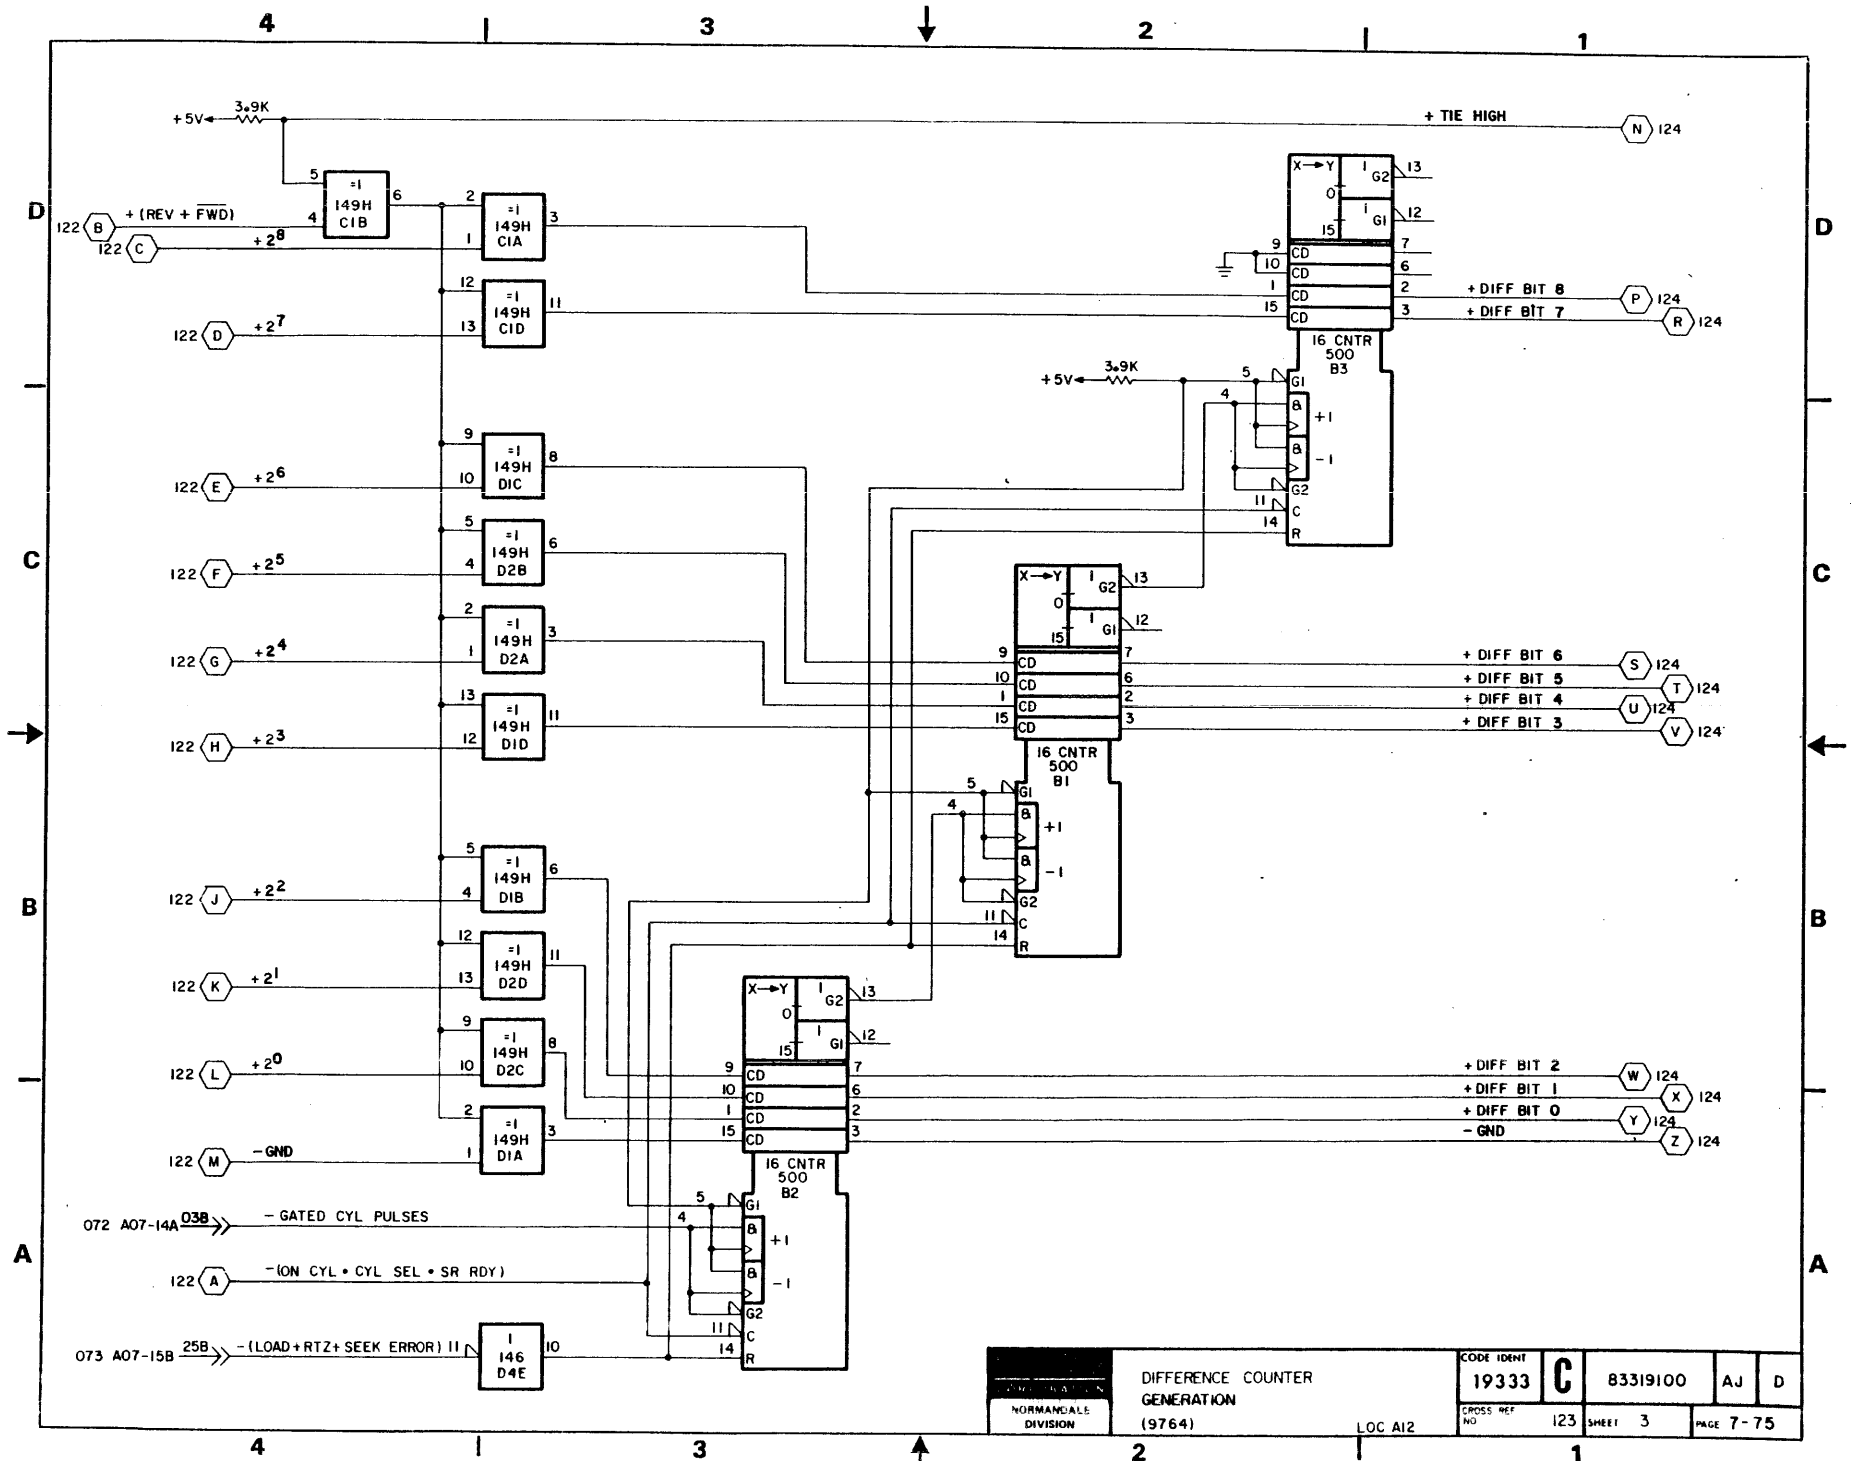 4 3 2 1
+5V 3.9K + TIE HIGH N 124
5 =1 149H C1B 6
4
122 B + (REV + FWD)
122 C +2⁸
2 =1 149H C1A 3
1
12 =1 149H C1D 11
13
122 D +2⁷
X→Y 1 G2 13
0
1 G1 12
15
9 CD 7
10 CD 6
1 CD 2 + DIFF BIT 8 P 124
15 CD 3 + DIFF BIT 7 R 124
16 CNTR
500
B3
+5V 3.9K
5 G1
4 & +1
& -1
G2
11 C
14 R
D D
9 =1 149H D1C 8
10
122 E +2⁶
5 =1 149H D2B 6
4
122 F +2⁵
2 =1 149H D2A 3
1
122 G +2⁴
13 =1 149H D1D 11
12
122 H +2³
C C
X→Y 1 G2 13
0
1 G1 12
15
9 CD 7 + DIFF BIT 6 S 124
10 CD 6 + DIFF BIT 5 T 124
1 CD 2 + DIFF BIT 4 U 124
15 CD 3 + DIFF BIT 3 V 124
16 CNTR
500
B1
5 G1
4 & +1
& -1
G2
11 C
14 R
5 =1 149H D1B 6
4
122 J +2²
12 =1 149H D2D 11
13
122 K +2¹
9 =1 149H D2C 8
10
122 L +2⁰
2 =1 149H D1A 3
1
122 M -GND
B B
X→Y 1 G2 13
0
1 G1 12
15
9 CD 7 + DIFF BIT 2 W 124
10 CD 6 + DIFF BIT 1 X 124
1 CD 2 + DIFF BIT 0 Y 124
15 CD 3 - GND Z 124
16 CNTR
500
B2
5 G1
4 & +1
& -1
G2
11 C
14 R
072 A07-14A 03B - GATED CYL PULSES
122 A -(ON CYL • CYL SEL • SR RDY)
073 A07-15B 25B -(LOAD+RTZ+SEEK ERROR) 11 1 146 D4E 10
A A
NORMANDALE
DIVISION
DIFFERENCE COUNTER
GENERATION
(9764)
LOC A12
CODE IDENT
19333 C 83319100 AJ D
CROSS REF
NO 123 SHEET 3 PAGE 7-75
4 3 2 1